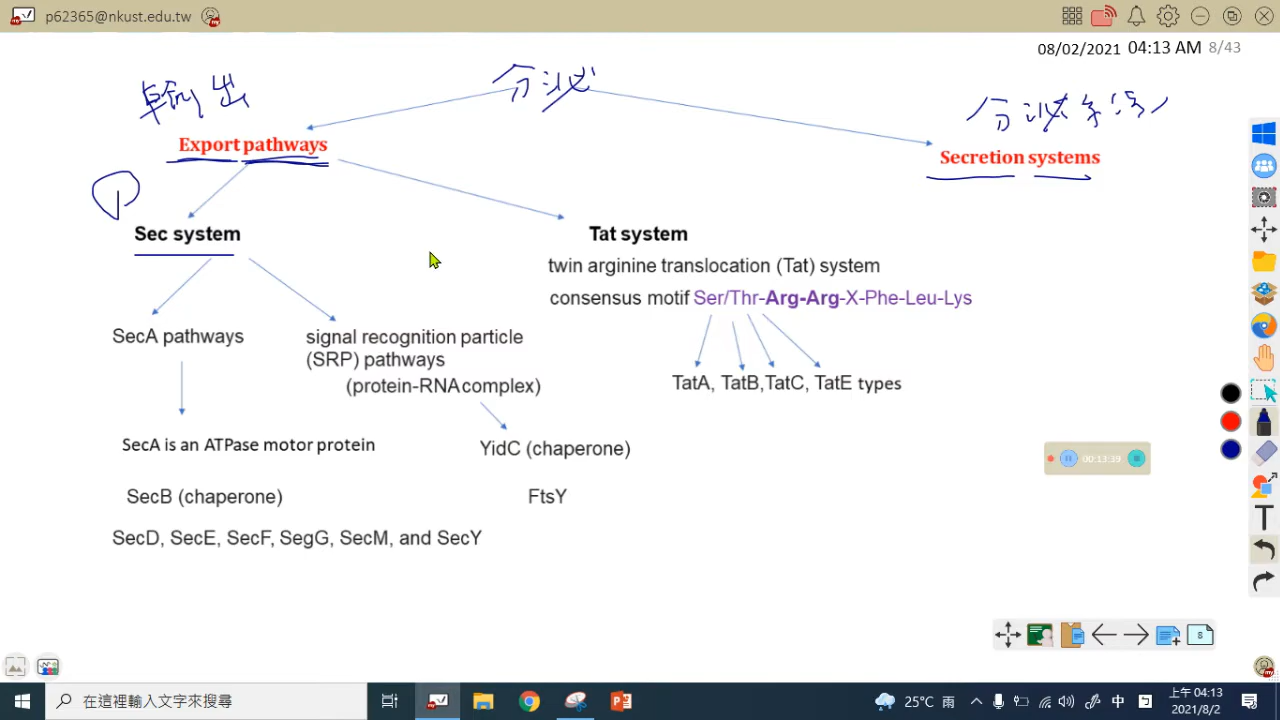 p62365@nkust.edu.tw
08/02/2021 04:13 AM 8/43
分泌
輸出
分泌系統
Export pathways
Secretion systems
1
Sec system
Tat system
twin arginine translocation (Tat) system
consensus motif Ser/Thr-Arg-Arg-X-Phe-Leu-Lys
SecA pathways
signal recognition particle
(SRP) pathways
(protein-RNA complex)
TatA, TatB,TatC, TatE types
SecA is an ATPase motor protein
YidC (chaperone)
00:13:39
SecB (chaperone)
FtsY
SecD, SecE, SecF, SegG, SecM, and SecY
T
8
在這裡輸入文字來搜尋
25°C 雨
中
上午 04:13
2021/8/2